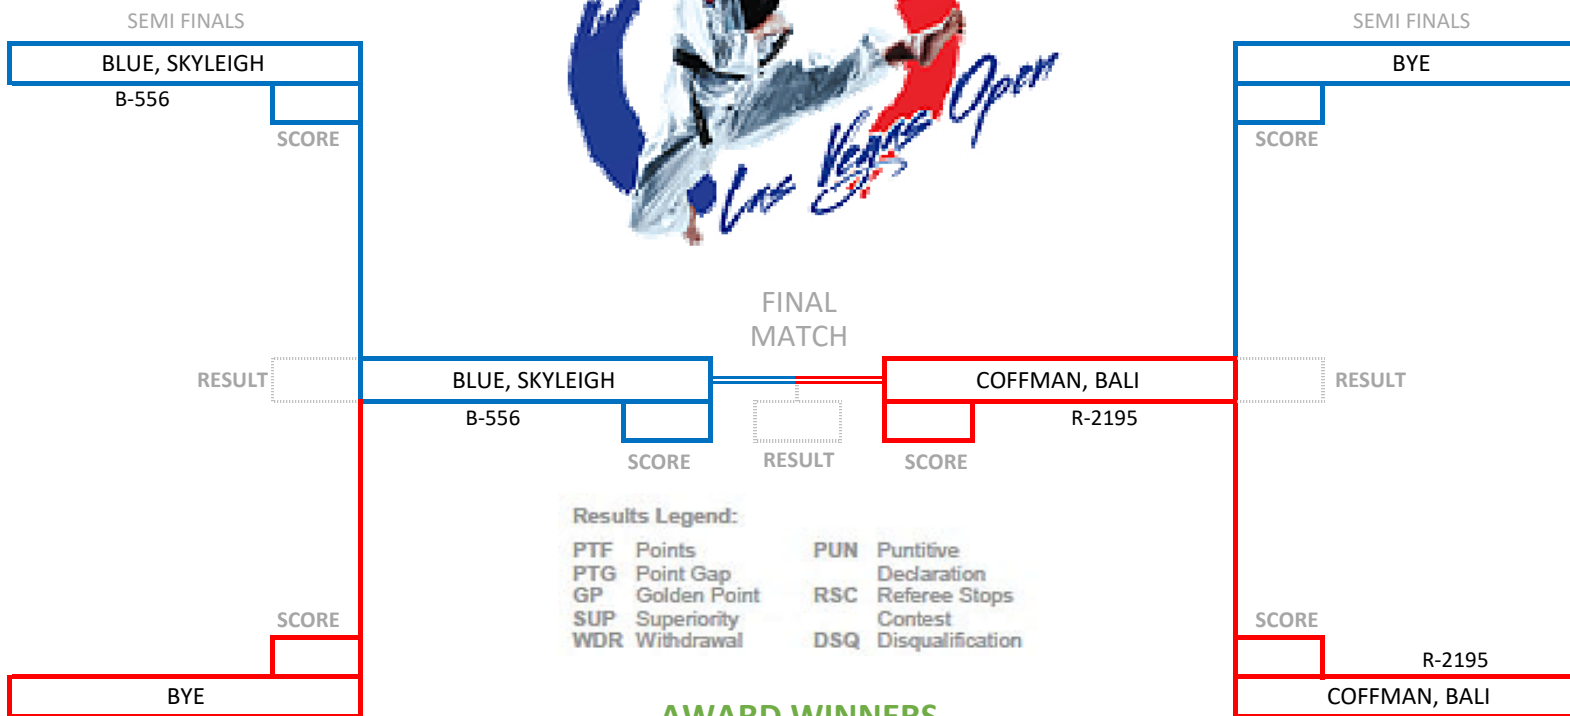 SEMI FINALS
SEMI FINALS
BLUE, SKYLEIGH
BYE
B-556
SCORE
SCORE
Las Vegas Open
FINAL
MATCH
RESULT
BLUE, SKYLEIGH
COFFMAN, BALI
RESULT
B-556
R-2195
SCORE
RESULT
SCORE
Results Legend:
PTF Points
PTG Point Gap
GP Golden Point
SUP Superiority
WDR Withdrawal
PUN Puntitive
Declaration
RSC Referee Stops
Contest
DSQ Disqualification
SCORE
SCORE
R-2195
BYE
COFFMAN, BALI
AWARD WINNERS